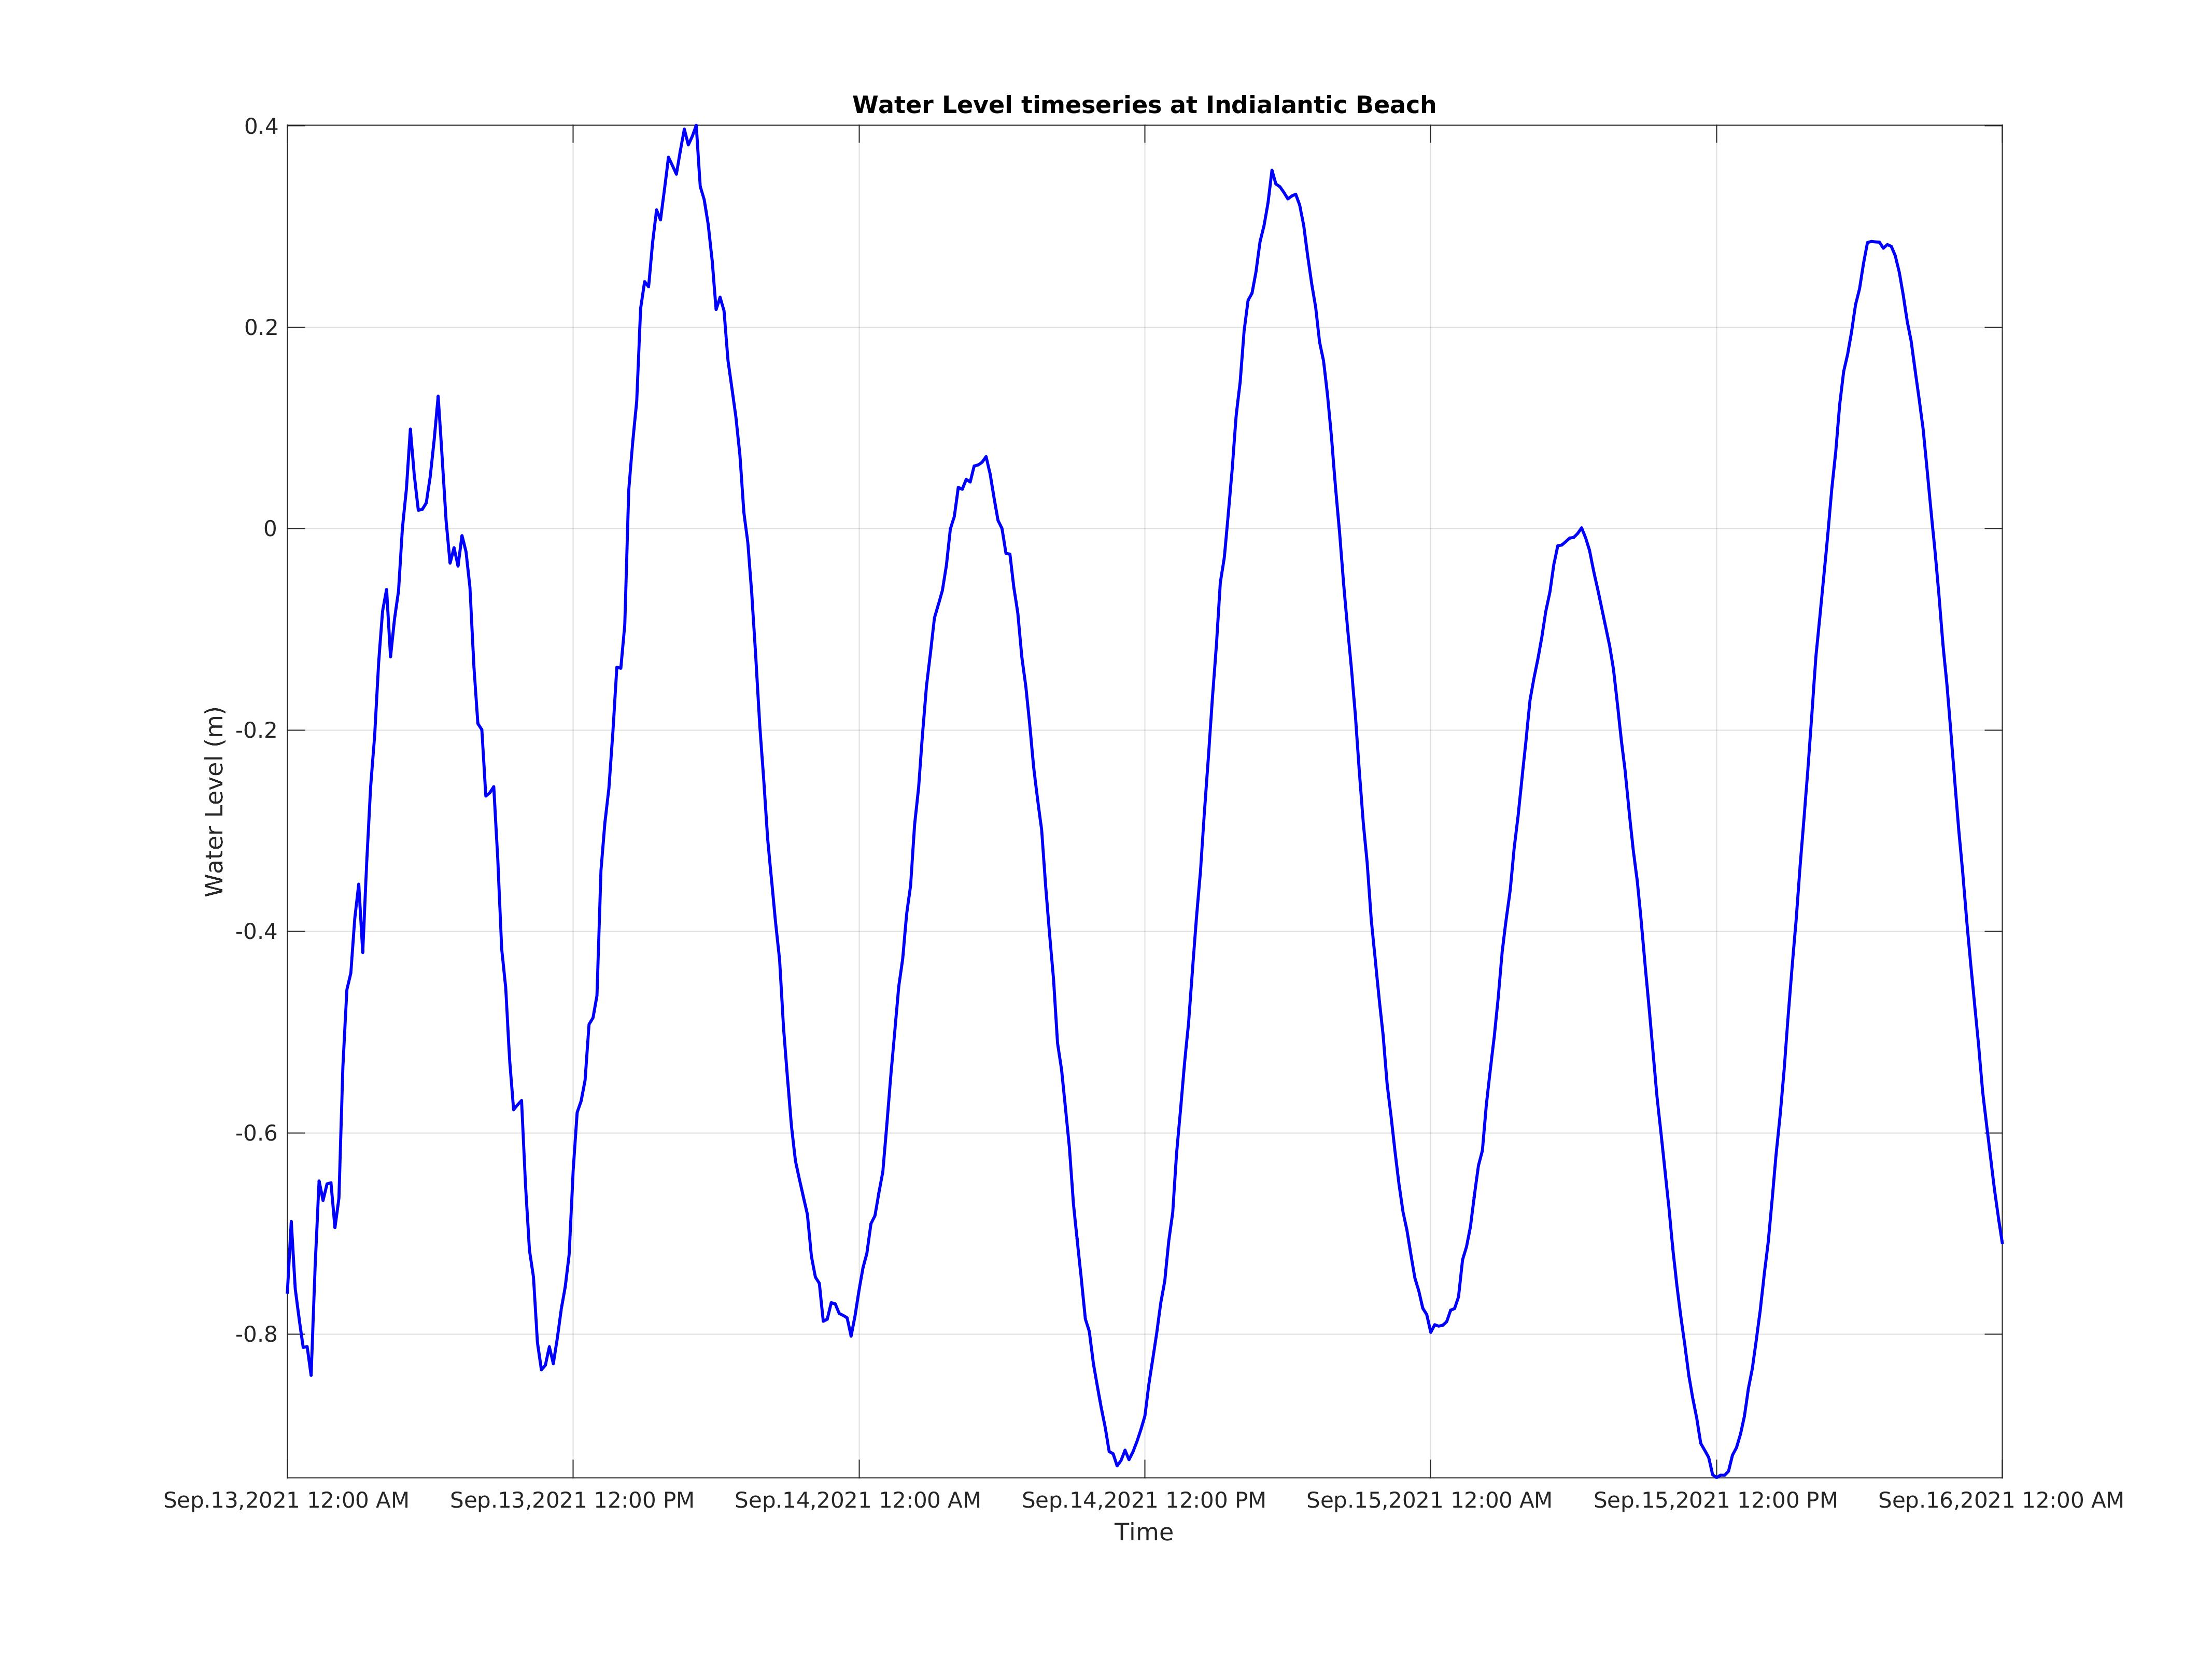 Water Level timeseries at Indialantic Beach
0.4
0.2
0
-0.2
-0.4
-0.6
-0.8
Water Level (m)
Sep.13,2021 12:00 AM Sep.13,2021 12:00 PM Sep.14,2021 12:00 AM Sep.14,2021 12:00 PM Sep.15,2021 12:00 AM Sep.15,2021 12:00 PM Sep.16,2021 12:00 AM
Time